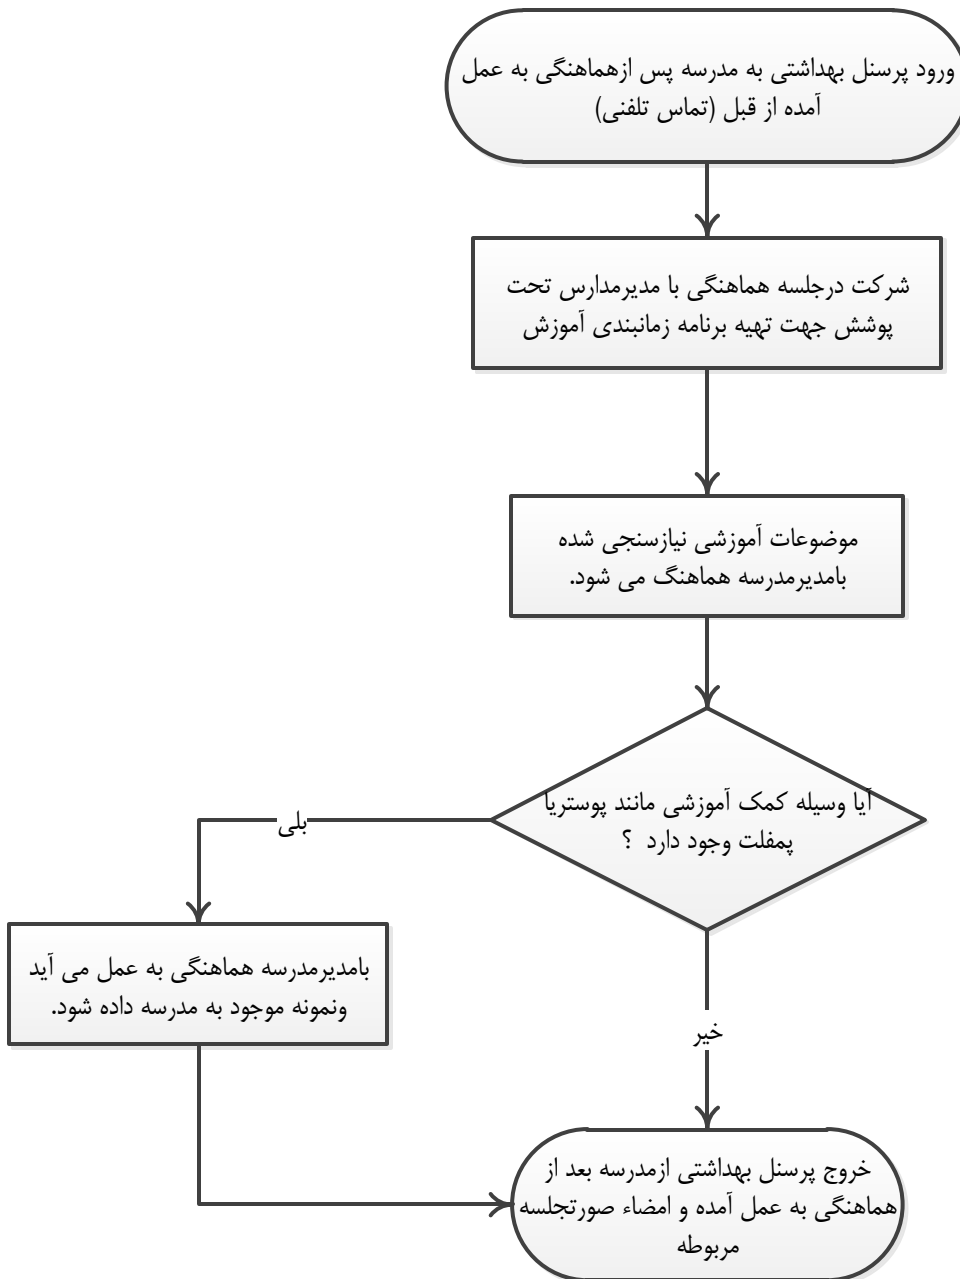 ورود پرسنل بهداشتی به مدرسه پس ازهماهنگی به عمل
آمده از قبل (تماس تلفنی)
شرکت درجلسه هماهنگی با مدیرمدارس تحت
پوشش جهت تهیه برنامه زمانبندی آموزش
موضوعات آموزشی نیازسنجی شده
بامدیرمدرسه هماهنگ می شود.
آیا وسیله کمک آموزشی مانند پوستریا
پمفلت وجود دارد ؟
بلی
بامدیرمدرسه هماهنگی به عمل می آید
ونمونه موجود به مدرسه داده شود.
خیر
خروج پرسنل بهداشتی ازمدرسه بعد از
هماهنگی به عمل آمده و امضاء صورتجلسه
مربوطه